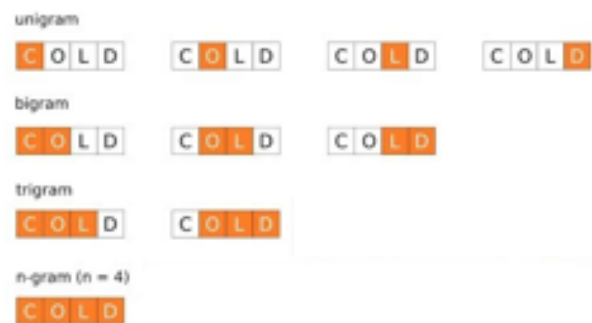 unigram
C O L D C O L D C O L D C O L D
bigram
C O L D C O L D C O L D
trigram
C O L D C O L D
n-gram (n = 4)
C O L D